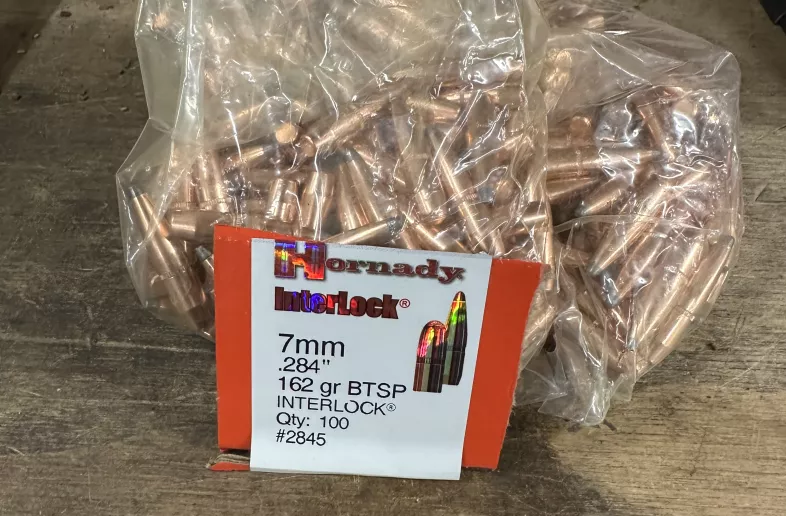 Hornady
InterLock®
7mm
.284"
162 gr BTSP
INTERLOCK®
Qty: 100
#2845